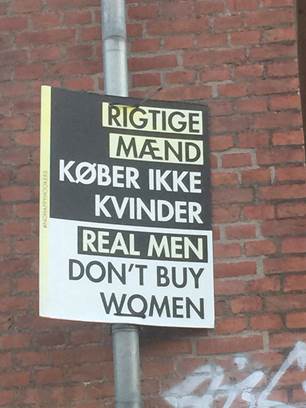 RIGTIGE
MÆND
KØBER IKKE
KVINDER
REAL MEN
DON'T BUY
WOMEN